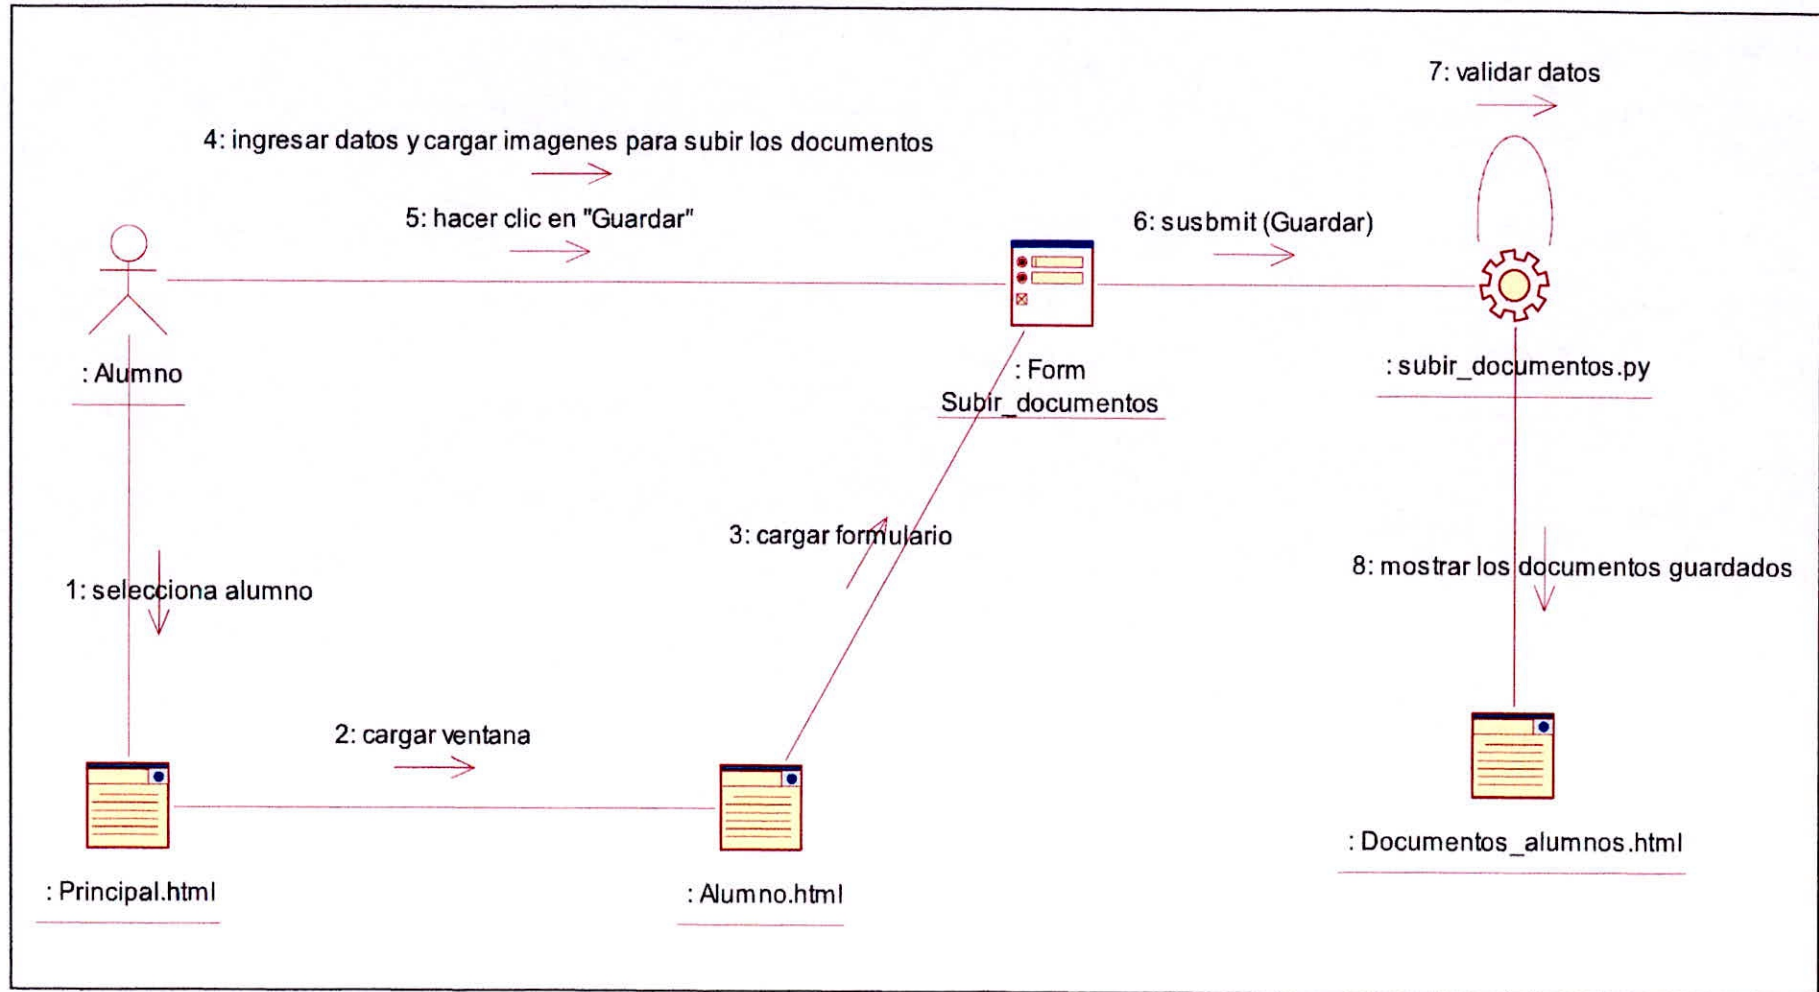 7: validar datos
4: ingresar datos y cargar imagenes para subir los documentos
5: hacer clic en "Guardar"
6: susbmit (Guardar)
: Alumno
: Form
Subir_documentos
: subir_documentos.py
3: cargar formulario
1: selecciona alumno
8: mostrar los documentos guardados
2: cargar ventana
: Principal.html
: Alumno.html
: Documentos_alumnos.html